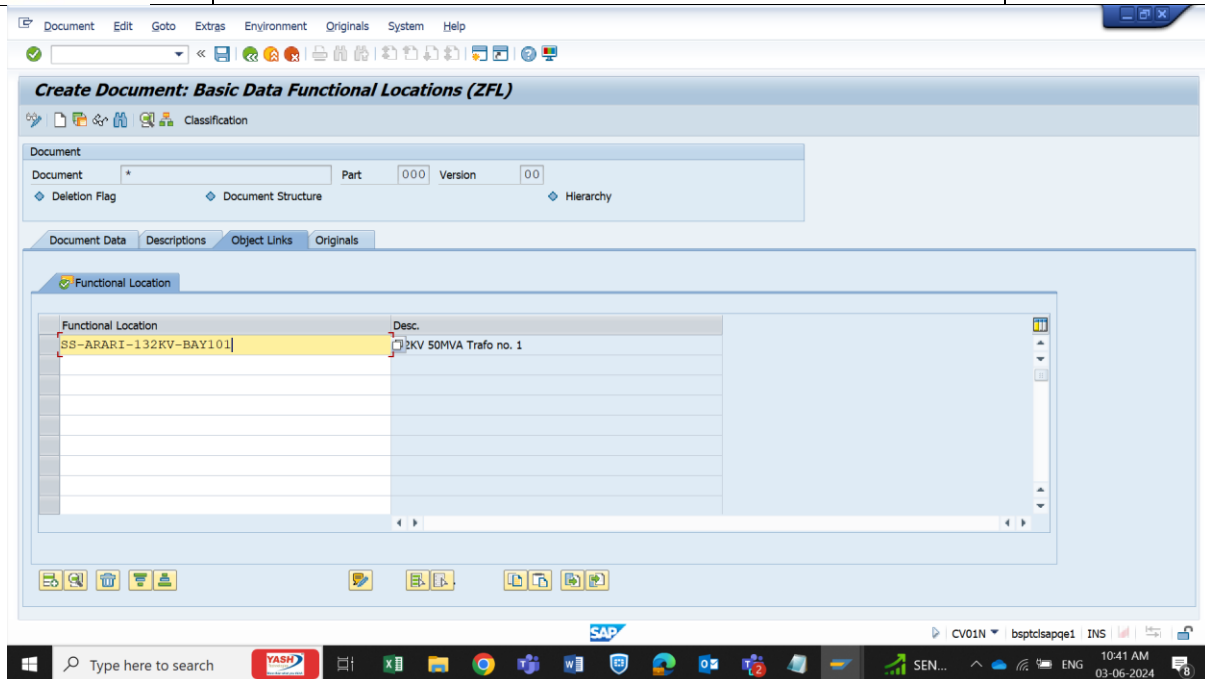 Document Edit Goto Extras Environment Originals System Help
Create Document: Basic Data Functional Locations (ZFL)
Classification
Document
Document * Part 000 Version 00
Deletion Flag Document Structure Hierarchy
Document Data Descriptions Object Links Originals
Functional Location
Functional Location Desc.
SS-ARARI-132KV-BAY101 2KV 50MVA Trafo no. 1
SAP
CV01N bsptclsapqe1 INS
Type here to search YASH SEN... ENG 10:41 AM
03-06-2024
2
8